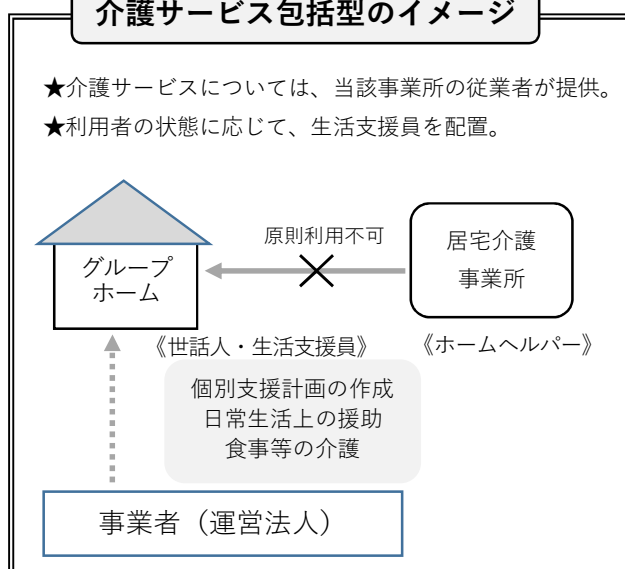 介護サービス包括型のイメージ
★介護サービスについては、当該事業所の従業者が提供。
★利用者の状態に応じて、生活支援員を配置。
原則利用不可
居宅介護
事業所
グループ
ホーム
《世話人・生活支援員》
《ホームヘルパー》
個別支援計画の作成
日常生活上の援助
食事等の介護
事業者（運営法人）